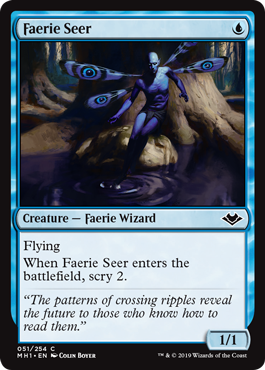 Faerie Seer
Creature — Faerie Wizard
Flying
When Faerie Seer enters the
battlefield, scry 2.
“The patterns of crossing ripples reveal
the future to those who know how to
read them.”
1/1
051/254 C
MH1 • EN Colin Boyer
™ & © 2019 Wizards of the Coast